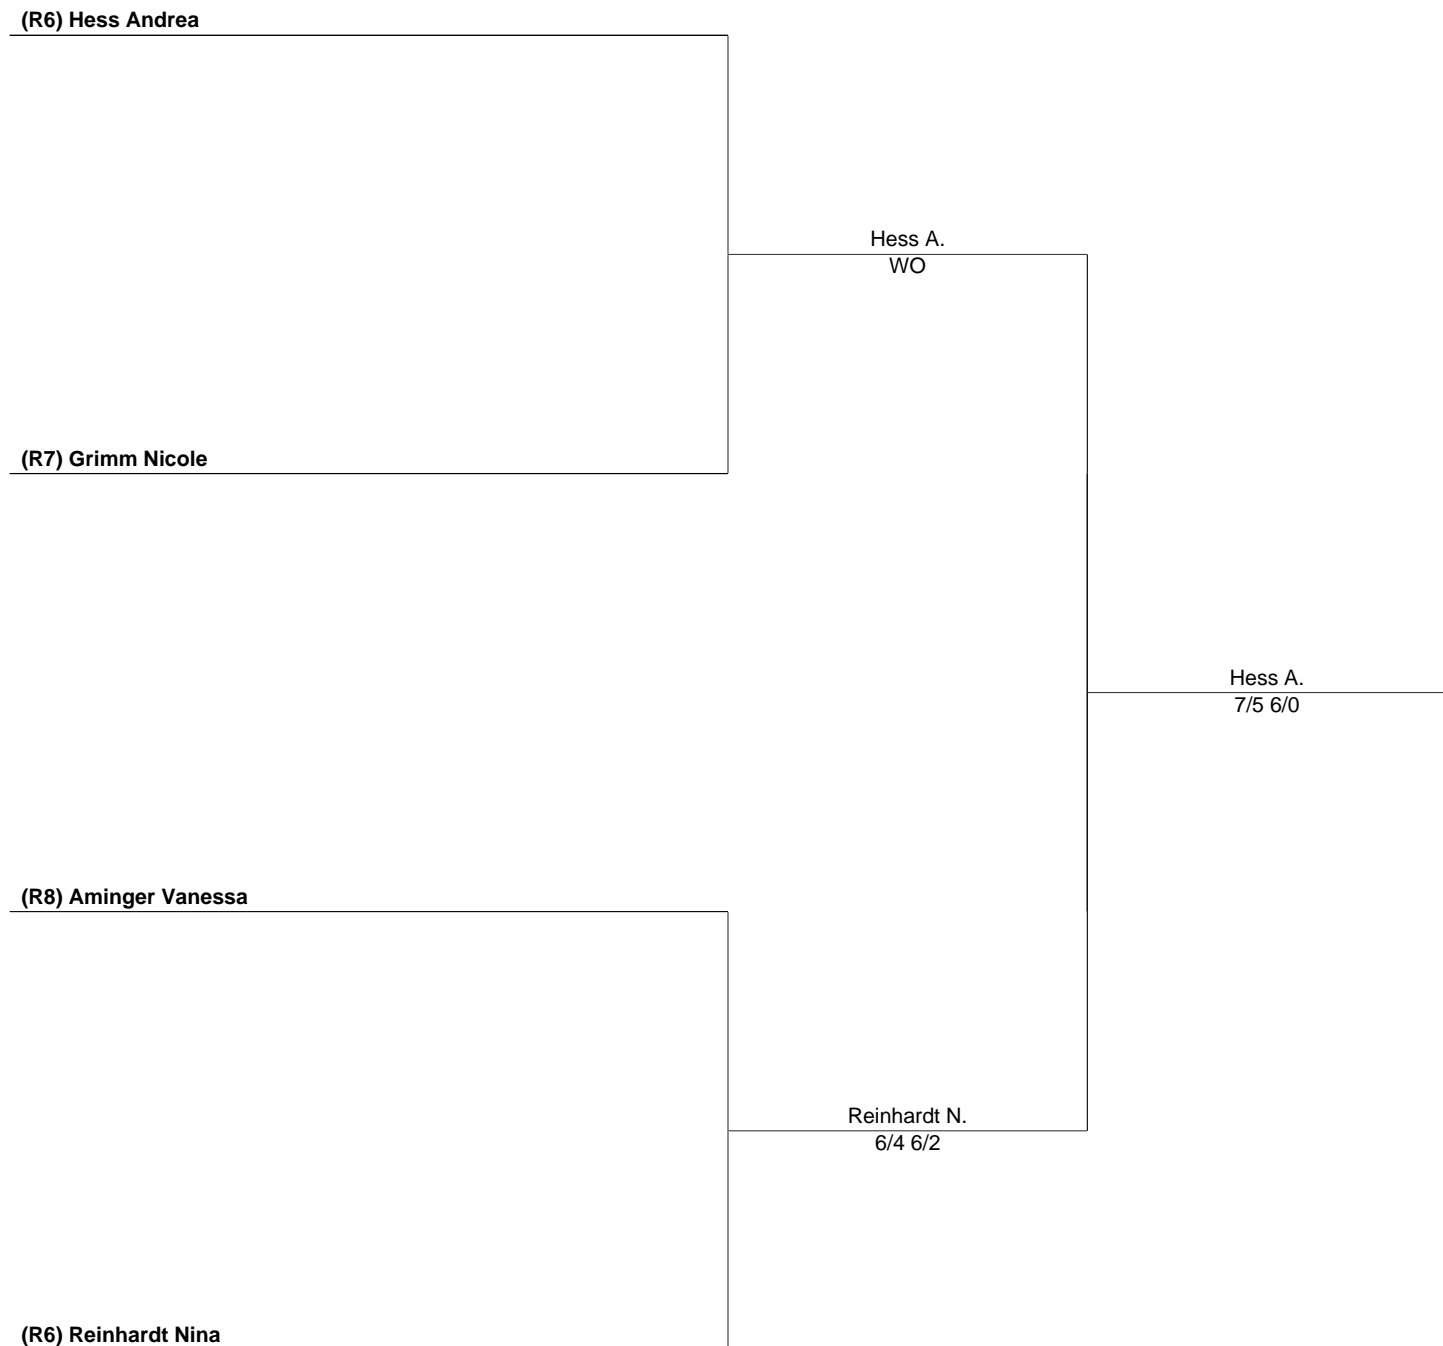 (R6) Hess Andrea
Hess A.
WO
(R7) Grimm Nicole
Hess A.
7/5 6/0
(R8) Aminger Vanessa
Reinhardt N.
6/4 6/2
(R6) Reinhardt Nina